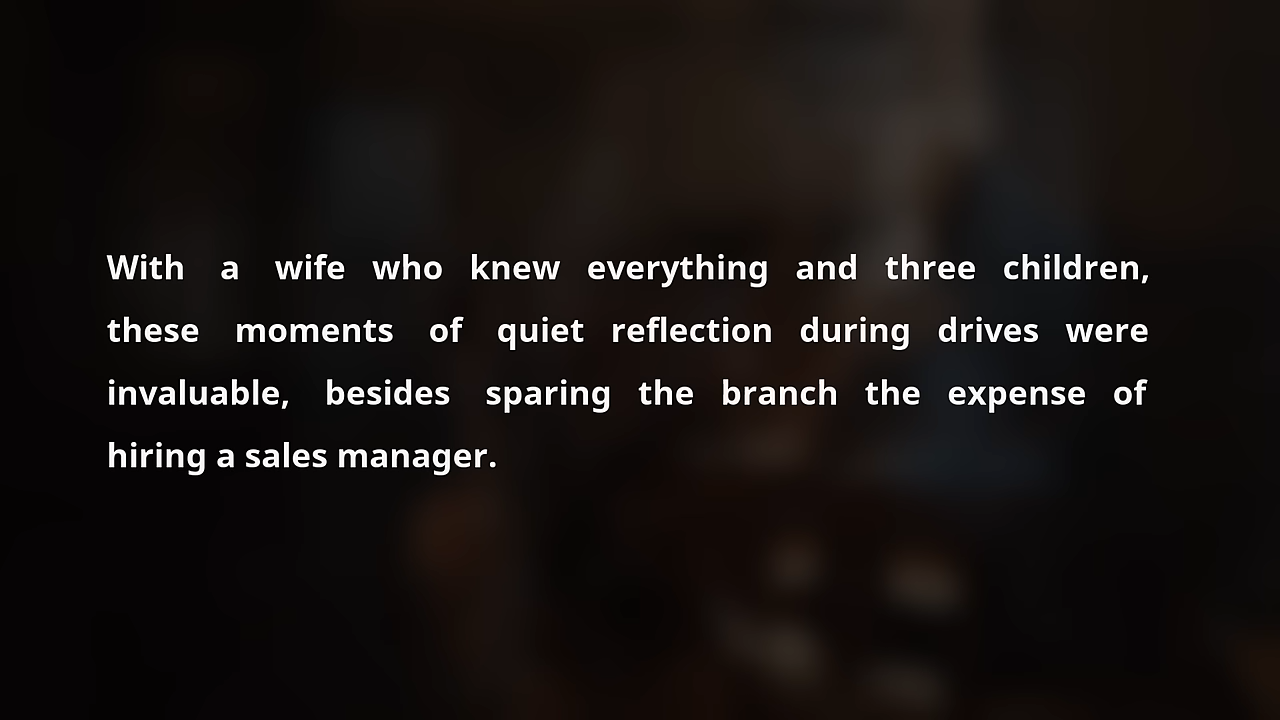 With a wife who knew everything and three children,
these moments of quiet reflection during drives were
invaluable, besides sparing the branch the expense of
hiring a sales manager.